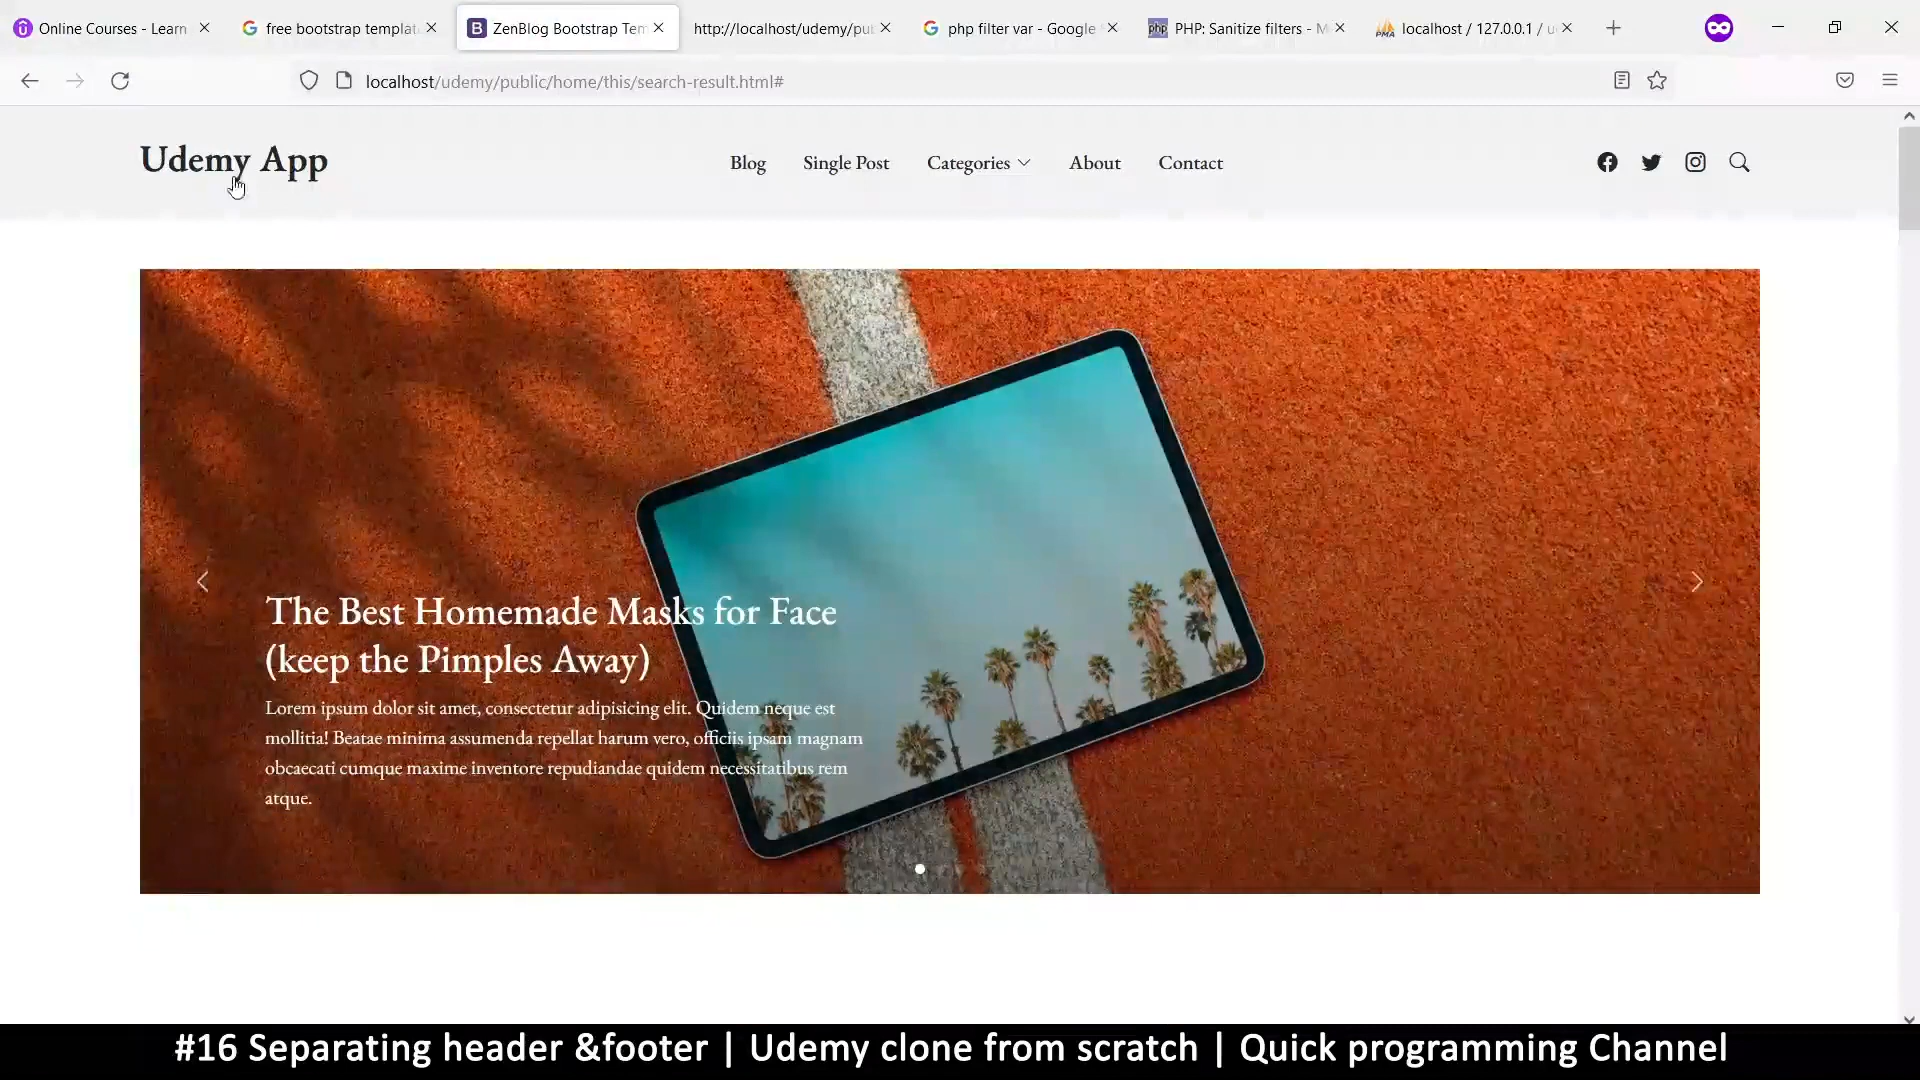 Online Courses - Learn
free bootstrap templat
ZenBlog Bootstrap Tem
http://localhost/udemy/pu
php filter var - Google
PHP: Sanitize filters - M
localhost / 127.0.0.1 / u
localhost/udemy/public/home/this/search-result.html#
Udemy App
Blog
Single Post
Categories
About
Contact
The Best Homemade Masks for Face
(keep the Pimples Away)
Lorem ipsum dolor sit amet, consectetur adipisicing elit. Quidem neque est
mollitia! Beatae minima assumenda repellat harum vero, officiis ipsam magnam
obcaecati cumque maxime inventore repudiandae quidem necessitatibus rem
atque.
#16 Separating header &footer | Udemy clone from scratch | Quick programming Channel